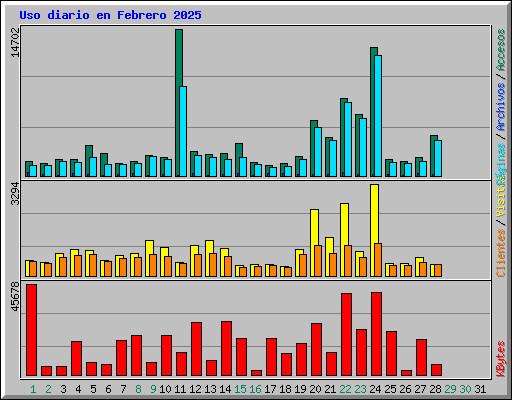 Uso diario en Febrero 2025
14702
3294
45678
Accesos / Archivos / Páginas
Visitas / Clientes
KBytes
1 2 3 4 5 6 7 8 9 10 11 12 13 14 15 16 17 18 19 20 21 22 23 24 25 26 27 28 29 30 31